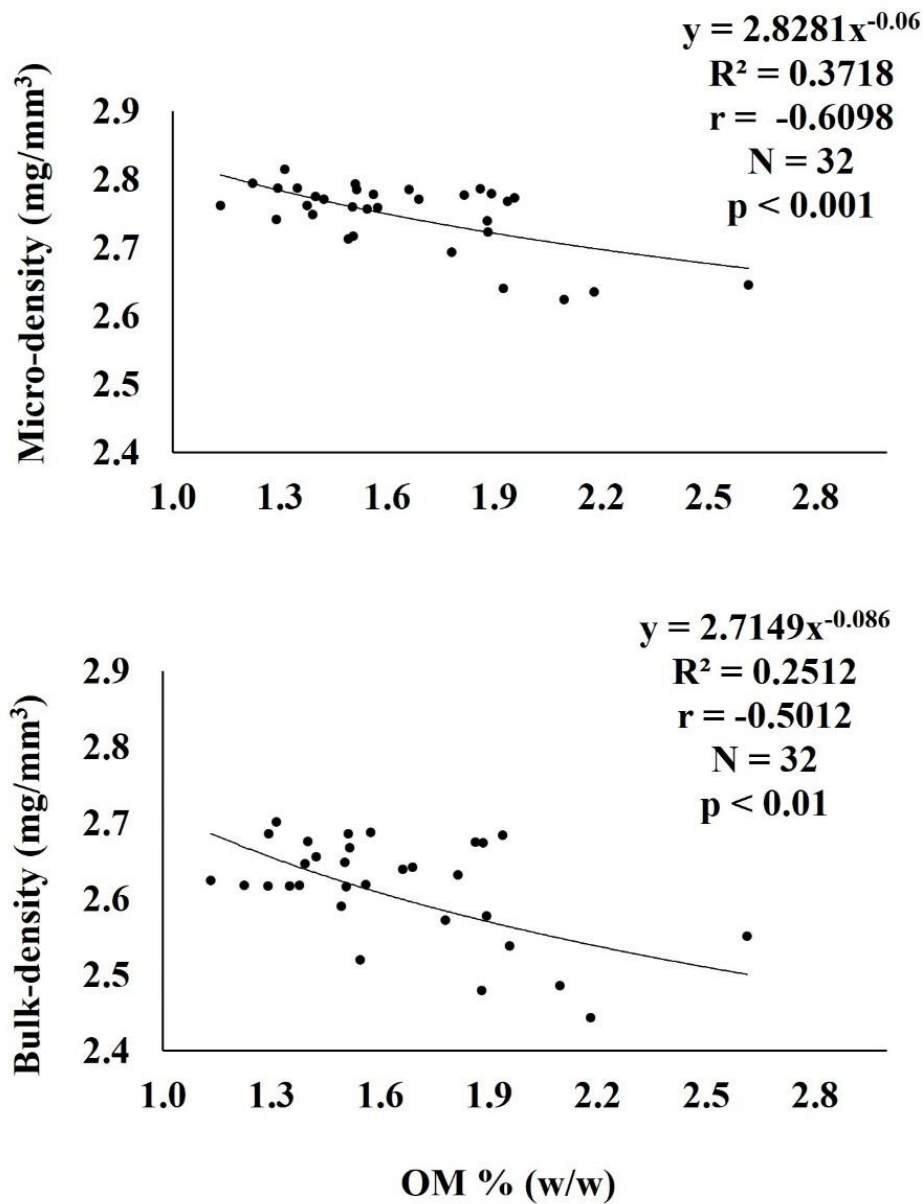 y = 2.8281x⁻⁰·⁰⁶
R² = 0.3718
r = -0.6098
N = 32
p < 0.001
Micro-density (mg/mm³)
2.9
2.8
2.7
2.6
2.5
2.4
1.0 1.3 1.6 1.9 2.2 2.5 2.8
y = 2.7149x⁻⁰·⁰⁸⁶
R² = 0.2512
r = -0.5012
N = 32
p < 0.01
Bulk-density (mg/mm³)
2.9
2.8
2.7
2.6
2.5
2.4
1.0 1.3 1.6 1.9 2.2 2.5 2.8
OM % (w/w)